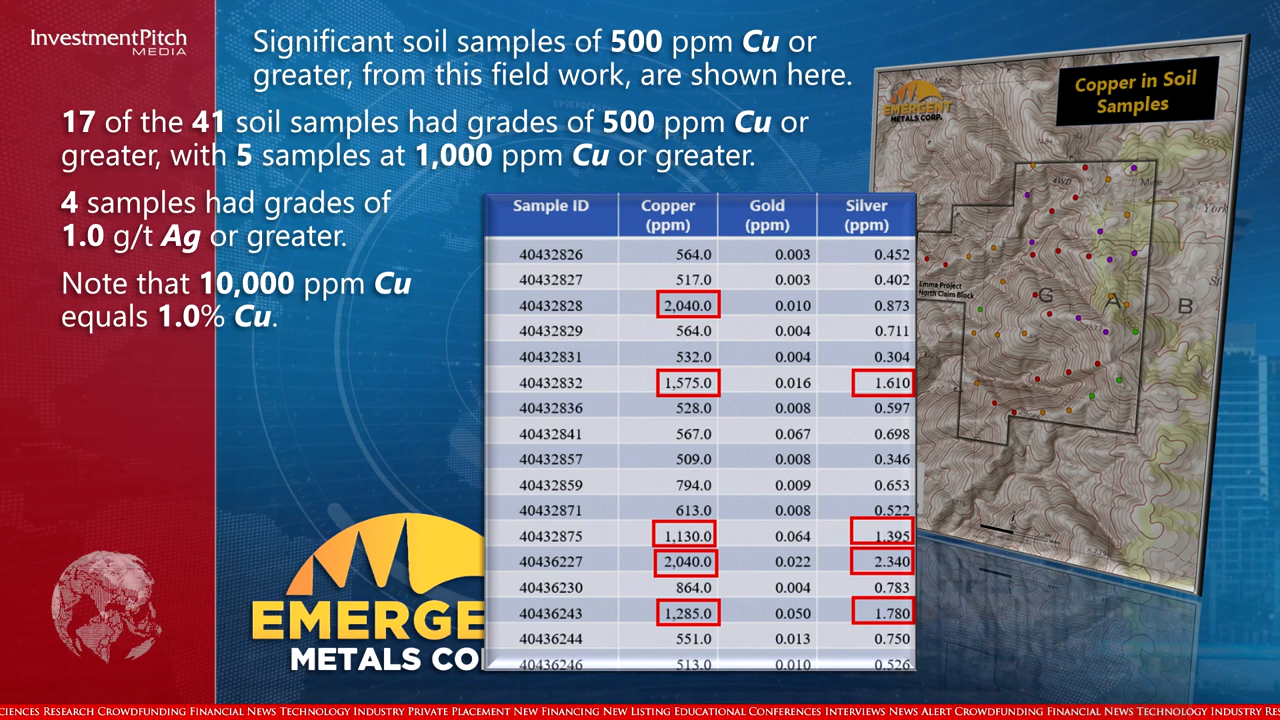 InvestmentPitch
MEDIA
Significant soil samples of 500 ppm Cu or
greater, from this field work, are shown here.
17 of the 41 soil samples had grades of 500 ppm Cu or
greater, with 5 samples at 1,000 ppm Cu or greater.
4 samples had grades of
1.0 g/t Ag or greater.
Note that 10,000 ppm Cu
equals 1.0% Cu.
Sample ID Copper (ppm) Gold (ppm) Silver (ppm)
40432826 564.0 0.003 0.452
40432827 517.0 0.003 0.402
40432828 2,040.0 0.010 0.873
40432829 564.0 0.004 0.711
40432831 532.0 0.004 0.304
40432832 1,575.0 0.016 1.610
40432836 528.0 0.008 0.597
40432841 567.0 0.067 0.698
40432857 509.0 0.008 0.346
40432859 794.0 0.009 0.653
40432871 613.0 0.008 0.522
40432875 1,130.0 0.064 1.395
40436227 2,040.0 0.022 2.340
40436230 864.0 0.004 0.783
40436243 1,285.0 0.050 1.780
40436244 551.0 0.013 0.750
40436246 513.0 0.010 0.526
EMERGENT
METALS CORP.
Copper in Soil
Samples
Mine
4WD
Mine
York
Emma Project
North Claim Block
G A B
EMERGE
METALS CO
CIENCES RESEARCH CROWDFUNDING FINANCIAL NEWS TECHNOLOGY INDUSTRY PRIVATE PLACEMENT NEW FINANCING NEW LISTING EDUCATIONAL CONFERENCES INTERVIEWS NEWS ALERT CROWDFUNDING FINANCIAL NEWS TECHNOLOGY INDUSTRY RES